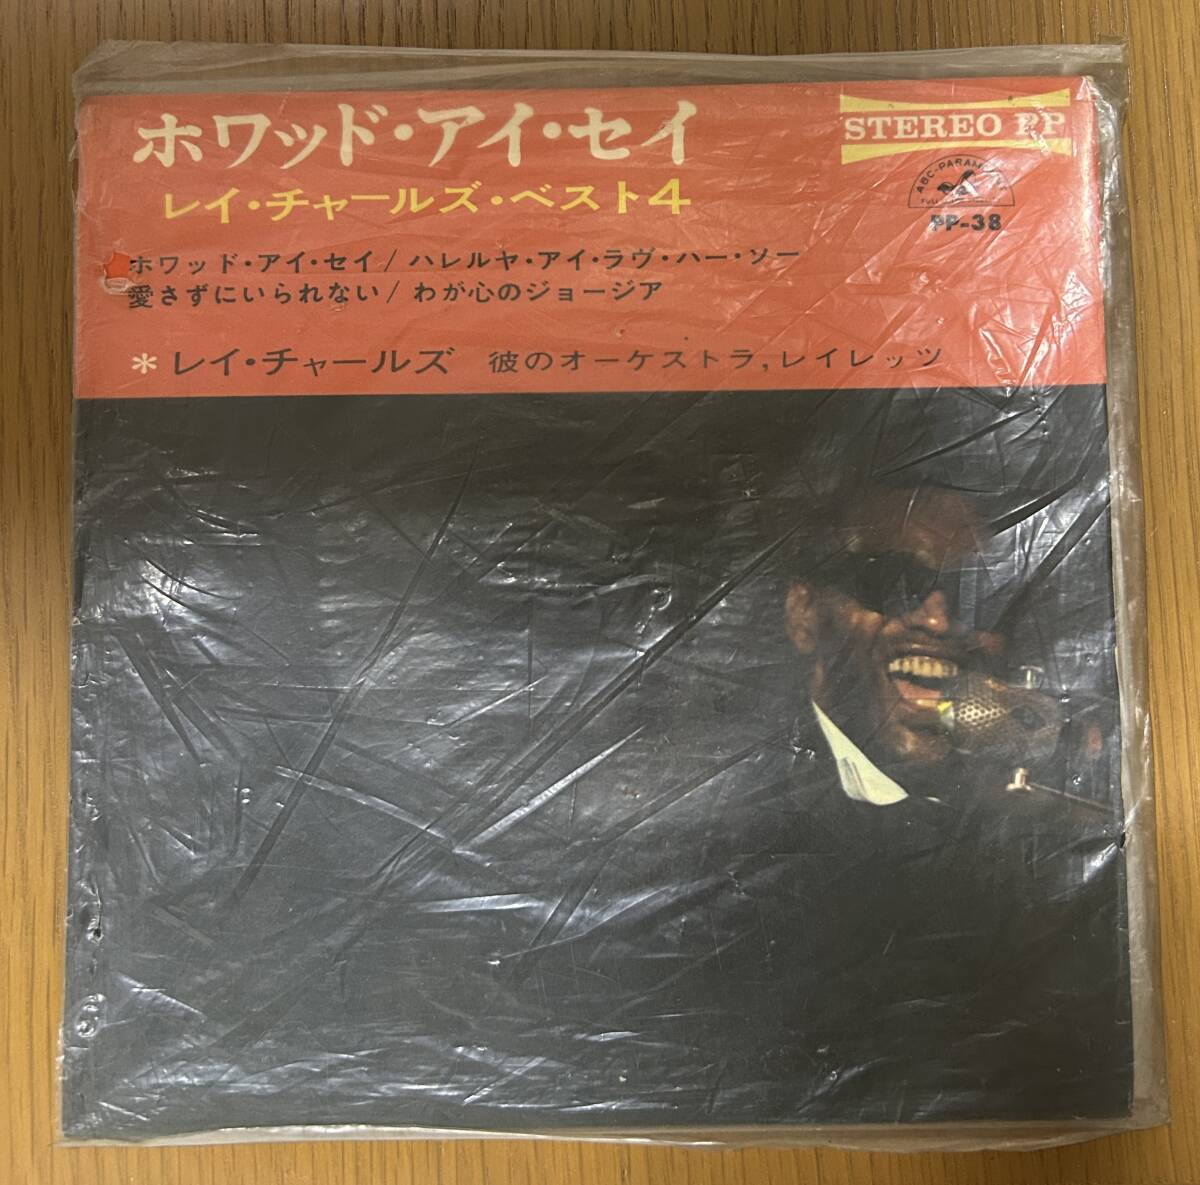 ホワッド・アイ・セイ
レイ・チャールズ・ベスト4
STEREO PP
ABC-PARAMOUNT
PP-38
ホワッド・アイ・セイ/ハレルヤ・アイ・ラヴ・ハー・ソー
愛さずにいられない/わが心のジョージア
*レイ・チャールズ 彼のオーケストラ,レイレッツ